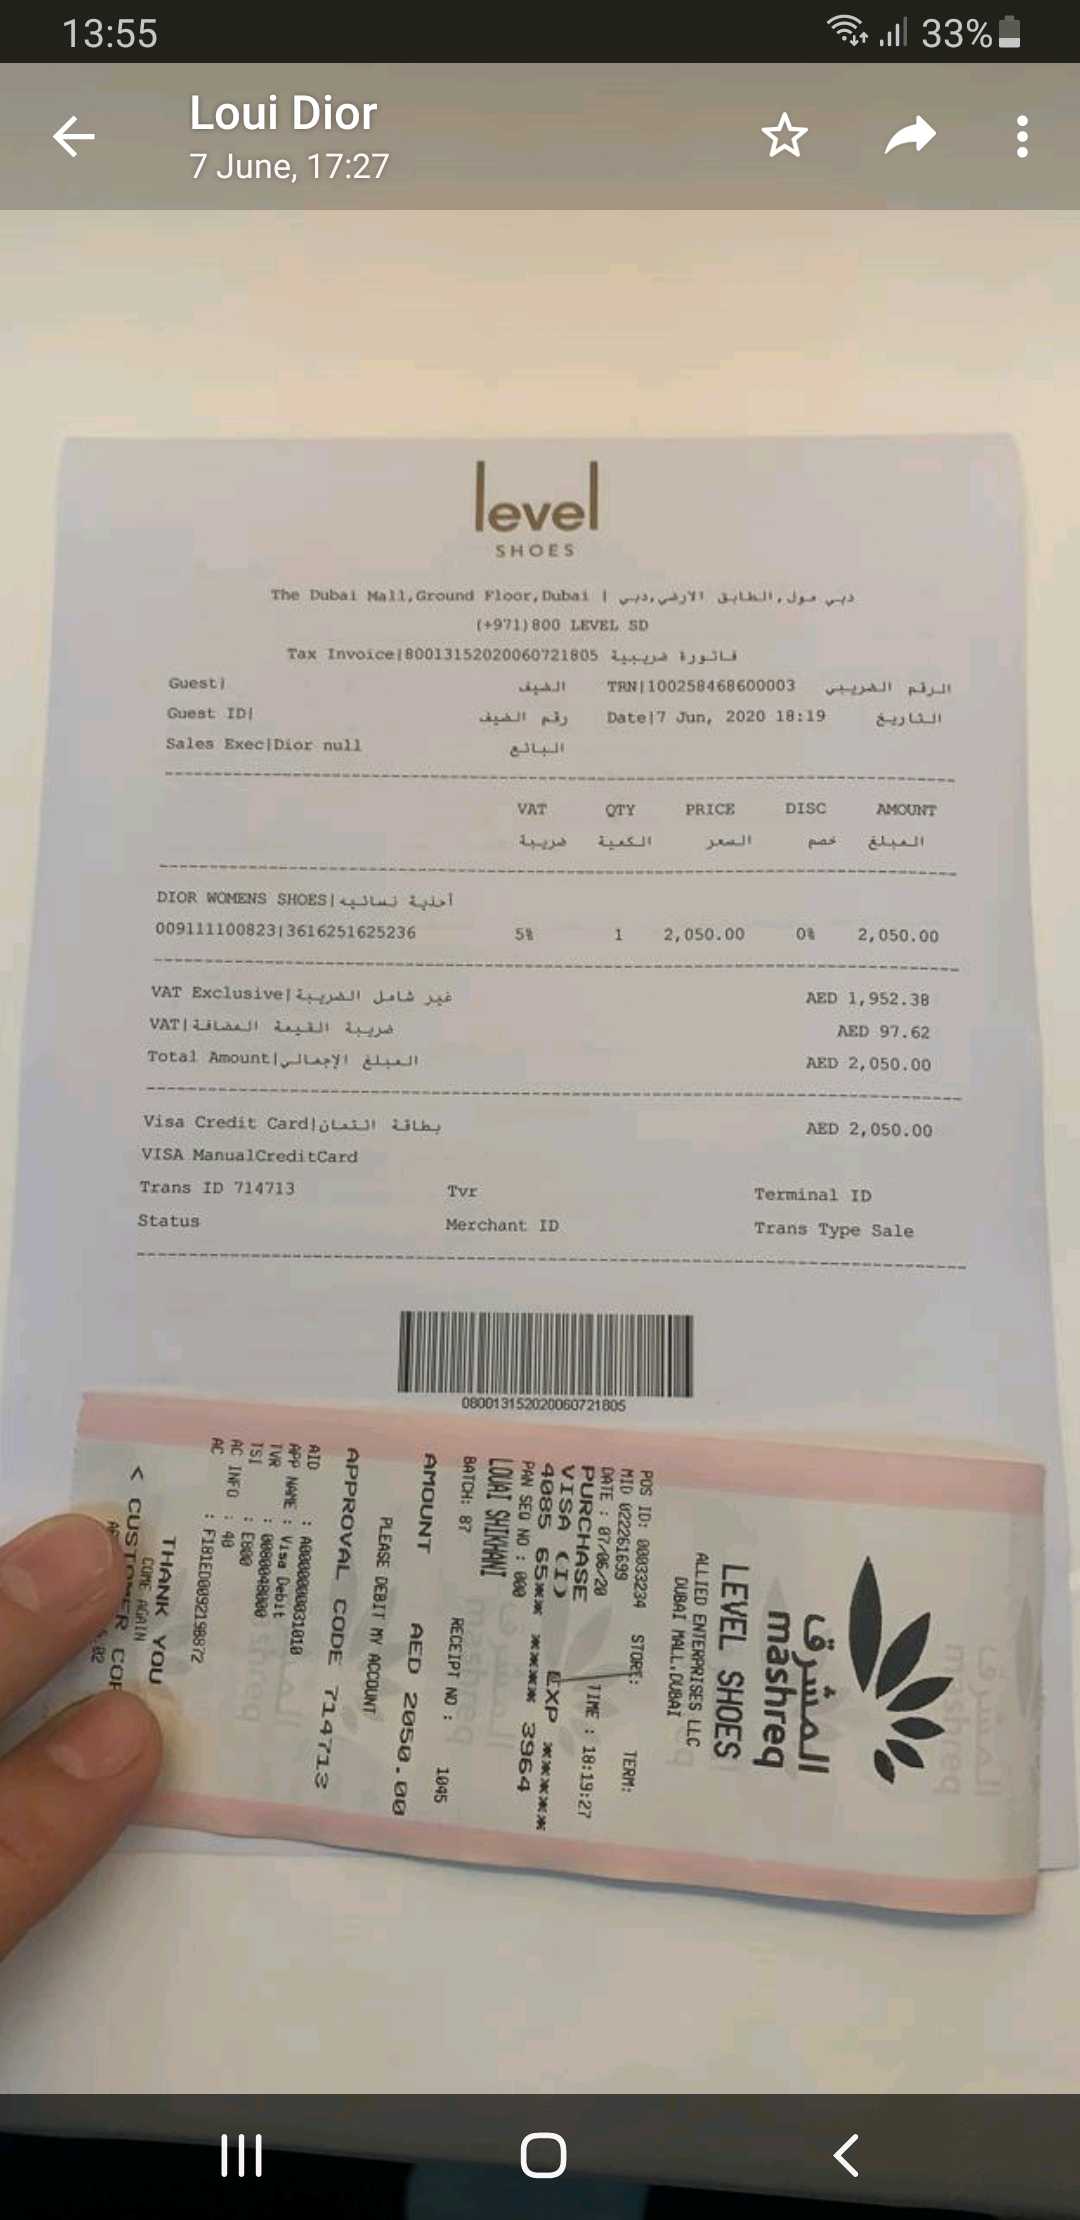 13:55
33%
Loui Dior
7 June, 17:27
level
SHOES
The Dubai Mall,Ground Floor,Dubai | دبي مول,الطابق الارضي,دبي
(+971)800 LEVEL SD
Tax Invoice|80013152020060721805 فاتورة ضريبية
Guest| الضيف TRN|100258468600003 الرقم الضريبي
Guest ID| رقم الضيف Date|7 Jun, 2020 18:19 التاريخ
Sales Exec|Dior null البائع
VAT QTY PRICE DISC AMOUNT
ضريبة الكمية السعر خصم المبلغ
DIOR WOMENS SHOES|أحذية نسائيه
009111100823|3616251625236 5% 1 2,050.00 0% 2,050.00
VAT Exclusive|غير شامل الضريبة AED 1,952.38
VAT|ضريبة القيمة المضافة AED 97.62
Total Amount|المبلغ الإجمالي AED 2,050.00
Visa Credit Card|بطاقة ائتمان AED 2,050.00
VISA ManualCreditCard
Trans ID 714713 Tvr Terminal ID
Status Merchant ID Trans Type Sale
080013152020060721805
المشرق
mashreq
LEVEL SHOES
ALLIED ENTERPRISES LLC
DUBAI MALL,DUBAI
POS ID: 00033234 STORE: TERM:
MID 022261699
DATE : 07/06/20 TIME : 18:19:27
PURCHASE
VISA (I) EXP ******
4085 65** **** 3964
PAN SEQ NO : 000
LOUAI SHIKHANI
BATCH: 87 RECEIPT NO : 1045
AMOUNT AED 2050.00
PLEASE DEBIT MY ACCOUNT
APPROVAL CODE 714713
AID : A0000000031010
APP NAME : Visa Debit
TVR : 0080048000
TSI : E800
AC INFO : 40
AC : F181ED0092198872
THANK YOU
COME AGAIN
< CUSTOMER COP